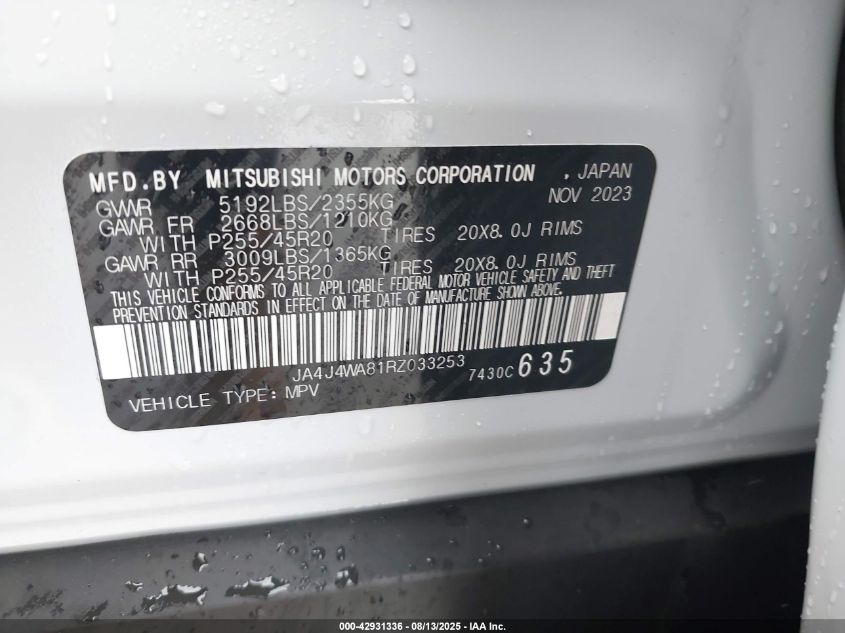 MFD.BY MITSUBISHI MOTORS CORPORATION , JAPAN
NOV 2023
GVWR 5192LBS/2355KG
GAWR FR 2668LBS/1210KG
WITH P255/45R20 TIRES 20X8.0J RIMS
GAWR RR 3009LBS/1365KG
WITH P255/45R20 TIRES 20X8.0J RIMS
THIS VEHICLE CONFORMS TO ALL APPLICABLE FEDERAL MOTOR VEHICLE SAFETY AND THEFT
PREVENTION STANDARDS IN EFFECT ON THE DATE OF MANUFACTURE SHOWN ABOVE.
JA4J4WA81RZ033253 7430C 635
VEHICLE TYPE: MPV
000-42931336 - 08/13/2025 - IAA Inc.